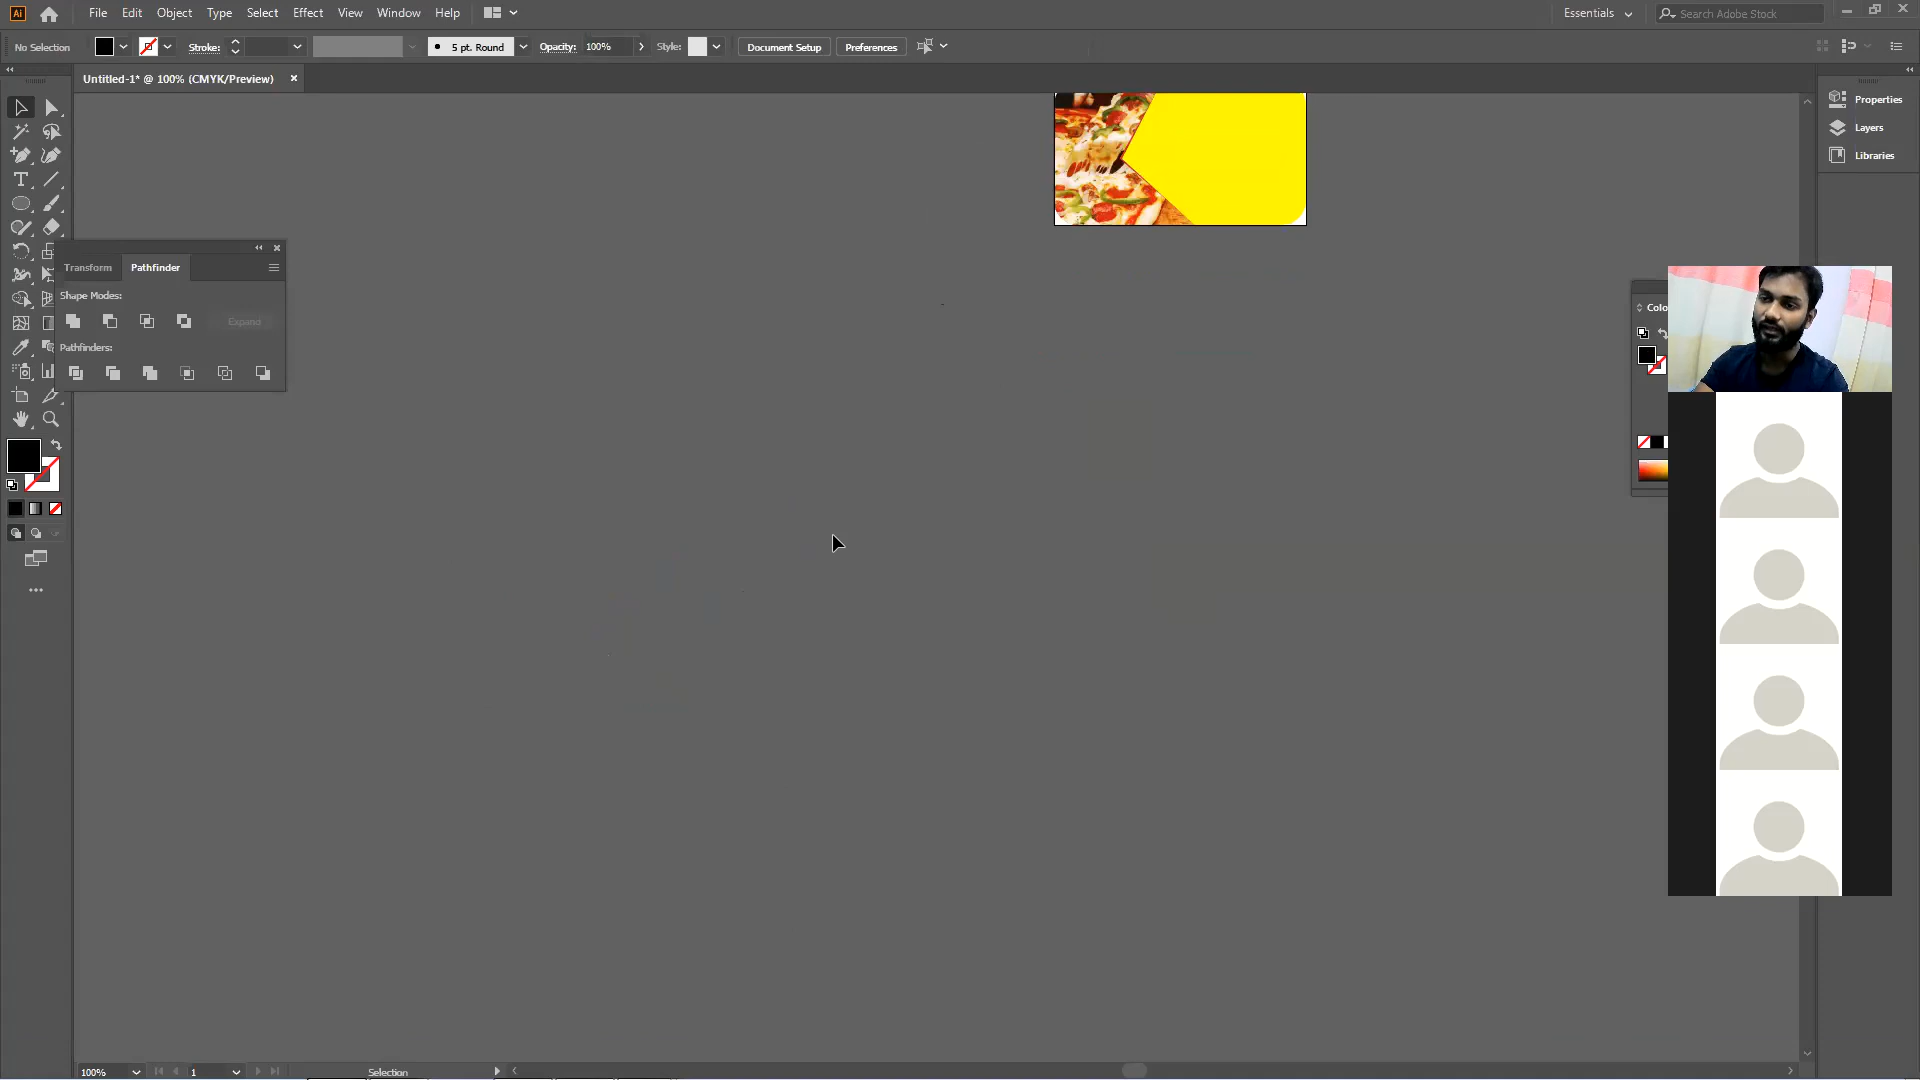 Ai File Edit Object Type Select Effect View Window Help Essentials Search Adobe Stock
No Selection Stroke: 5 pt. Round Opacity: 100% Style: Document Setup Preferences
Untitled-1* @ 100% (CMYK/Preview)
Properties
Layers
Libraries
Transform Pathfinder
Shape Modes:
Expand
Pathfinders:
Colo
100% 1 Selection